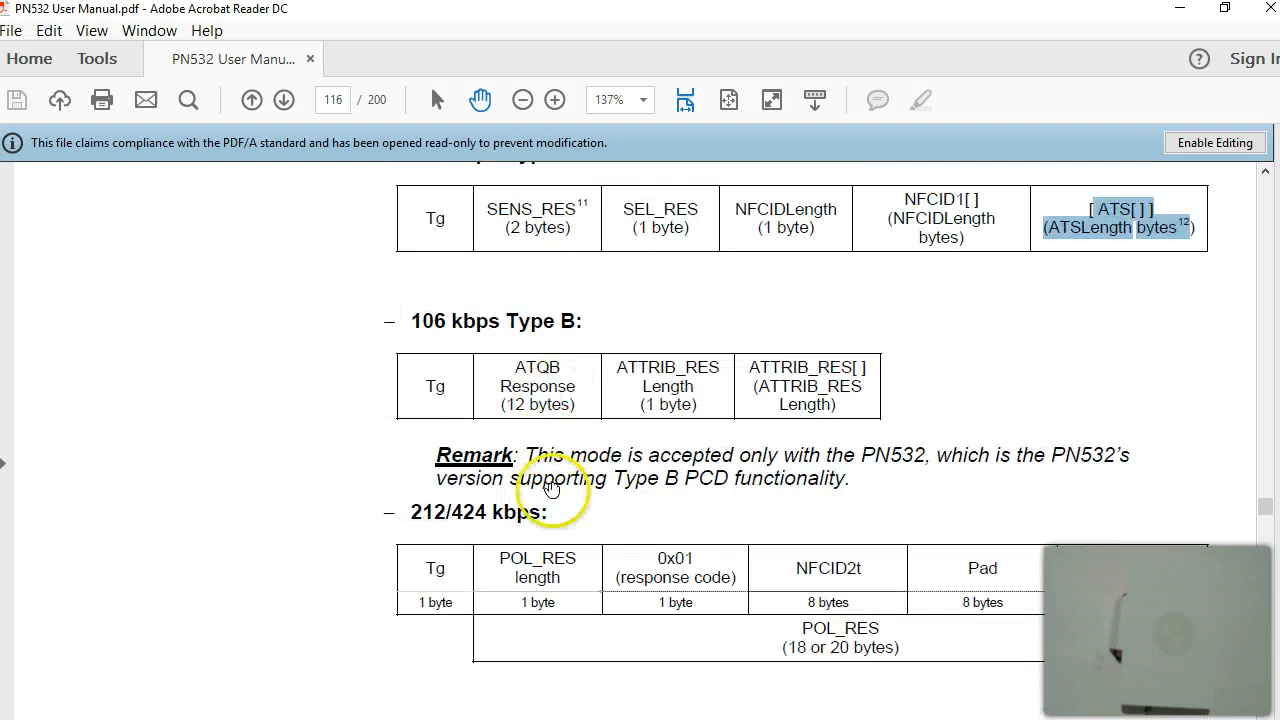 PN532 User Manual.pdf - Adobe Acrobat Reader DC
File Edit View Window Help
Home Tools PN532 User Manu... × ? Sign In
116 / 200 137%
This file claims compliance with the PDF/A standard and has been opened read-only to prevent modification. Enable Editing
Tg
SENS_RES11
(2 bytes)
SEL_RES
(1 byte)
NFCIDLength
(1 byte)
NFCID1[ ]
(NFCIDLength
bytes)
[ ATS[ ] ]
(ATSLength bytes12)
– 106 kbps Type B:
Tg
ATQB
Response
(12 bytes)
ATTRIB_RES
Length
(1 byte)
ATTRIB_RES[ ]
(ATTRIB_RES
Length)
Remark: This mode is accepted only with the PN532, which is the PN532’s
version supporting Type B PCD functionality.
– 212/424 kbps:
Tg
POL_RES
length
0x01
(response code)
NFCID2t
Pad
1 byte 1 byte 1 byte 8 bytes 8 bytes
POL_RES
(18 or 20 bytes)